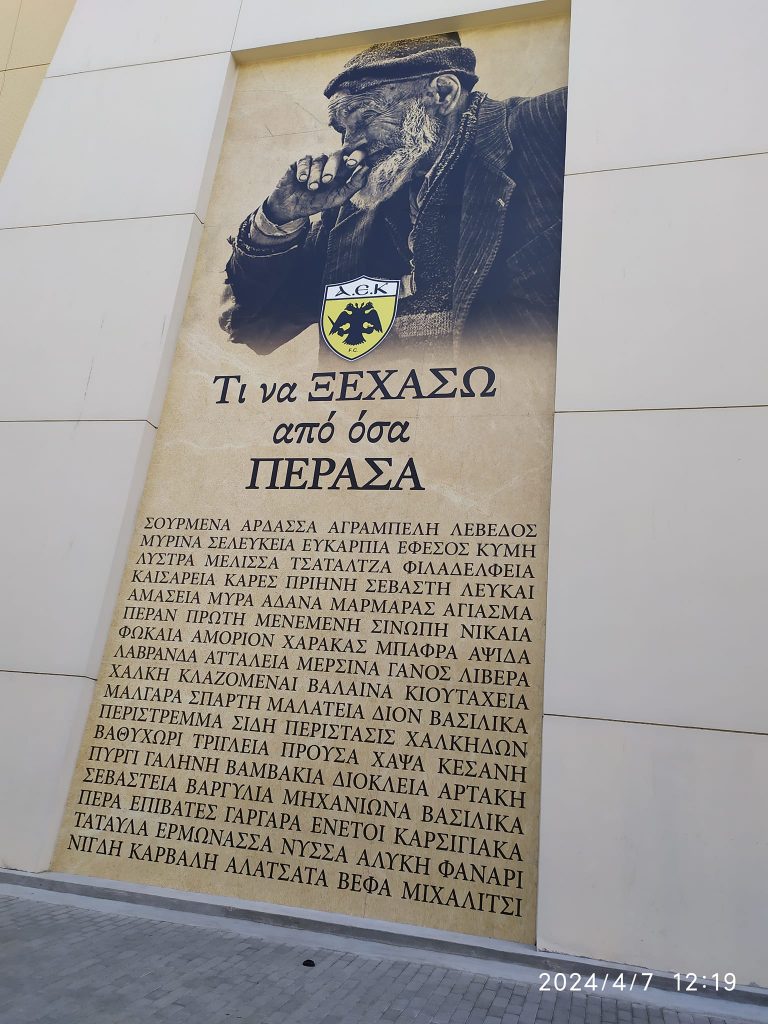 Α.Ε.Κ
F.C.
Τι να ΞΕΧΑΣΩ
από όσα
ΠΕΡΑΣΑ
ΣΟΥΡΜΕΝΑ ΑΡΔΑΣΣΑ ΑΓΡΑΜΠΕΛΗ ΛΕΒΕΔΟΣ
ΜΥΡΙΝΑ ΣΕΛΕΥΚΕΙΑ ΕΥΚΑΡΠΙΑ ΕΦΕΣΟΣ ΚΥΜΗ
ΛΥΣΤΡΑ ΜΕΛΙΣΣΑ ΤΣΑΤΑΛΤΖΑ ΦΙΛΑΔΕΛΦΕΙΑ
ΚΑΙΣΑΡΕΙΑ ΚΑΡΕΣ ΠΡΙΗΝΗ ΣΕΒΑΣΤΗ ΛΕΥΚΑΙ
ΑΜΑΣΕΙΑ ΜΥΡΑ ΑΔΑΝΑ ΜΑΡΜΑΡΑΣ ΑΓΙΑΣΜΑ
ΠΕΡΑΝ ΠΡΩΤΗ ΜΕΝΕΜΕΝΗ ΣΙΝΩΠΗ ΝΙΚΑΙΑ
ΦΩΚΑΙΑ ΑΜΟΡΙΟΝ ΧΑΡΑΚΑΣ ΜΠΑΦΡΑ ΑΨΙΔΑ
ΛΑΒΡΑΝΔΑ ΑΤΤΑΛΕΙΑ ΜΕΡΣΙΝΑ ΓΑΝΟΣ ΛΙΒΕΡΑ
ΧΑΛΚΗ ΚΛΑΖΟΜΕΝΑΙ ΒΑΛΑΙΝΑ ΚΙΟΥΤΑΧΕΙΑ
ΜΑΛΓΑΡΑ ΣΠΑΡΤΗ ΜΑΛΑΤΕΙΑ ΔΙΟΝ ΒΑΣΙΛΙΚΑ
ΠΕΡΙΣΤΡΕΜΜΑ ΣΙΔΗ ΠΕΡΙΣΤΑΣΙΣ ΧΑΛΚΗΔΩΝ
ΒΑΘΥΧΩΡΙ ΤΡΙΓΛΕΙΑ ΠΡΟΥΣΑ ΧΑΨΑ ΚΕΣΑΝΗ
ΠΥΡΓΙ ΓΑΛΗΝΗ ΒΑΜΒΑΚΙΑ ΔΙΟΚΛΕΙΑ ΑΡΤΑΚΗ
ΣΕΒΑΣΤΕΙΑ ΒΑΡΓΥΛΙΑ ΜΗΧΑΝΙΩΝΑ ΒΑΣΙΛΙΚΑ
ΠΕΡΑ ΕΠΙΒΑΤΕΣ ΓΑΡΓΑΡΑ ΕΝΕΤΟΙ ΚΑΡΣΙΓΙΑΚΑ
ΤΑΤΑΥΛΑ ΕΡΜΩΝΑΣΣΑ ΝΥΣΣΑ ΑΛΥΚΗ ΦΑΝΑΡΙ
ΝΙΓΔΗ ΚΑΡΒΑΛΗ ΑΛΑΤΣΑΤΑ ΒΕΦΑ ΜΙΧΑΛΙΤΣΙ
2024/4/7 12:19